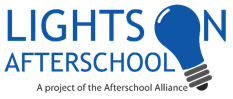 LIGHTS ON
AFTERSCHOOL
A project of the Afterschool Alliance